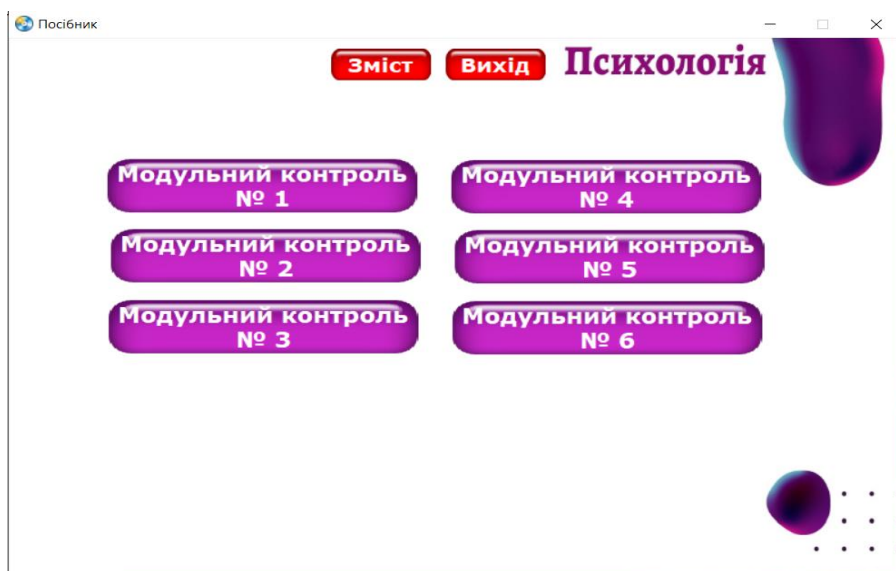 Посібник
Зміст
Вихід
Психологія
Модульний контроль
№ 1
Модульний контроль
№ 4
Модульний контроль
№ 2
Модульний контроль
№ 5
Модульний контроль
№ 3
Модульний контроль
№ 6